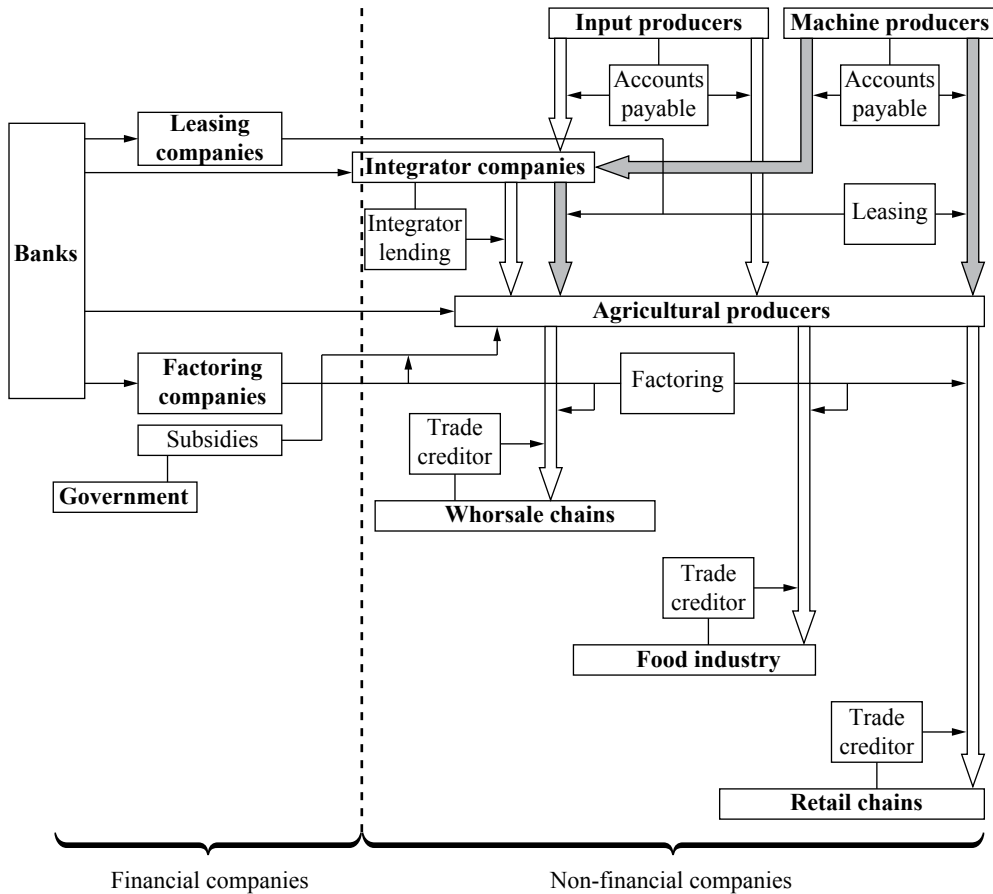 Input producers
Machine producers
Accounts
payable
Accounts
payable
Leasing
companies
Integrator companies
Integrator
lending
Leasing
Banks
Agricultural producers
Factoring
companies
Factoring
Subsidies
Trade
creditor
Government
Whorsale chains
Trade
creditor
Food industry
Trade
creditor
Retail chains
Financial companies
Non-financial companies